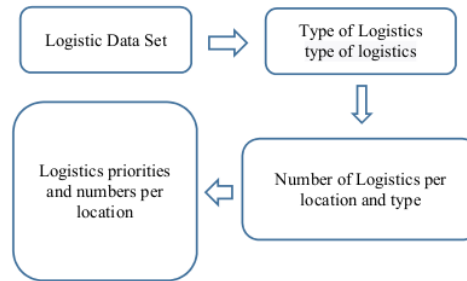 Logistic Data Set
Type of Logistics
type of logistics
Number of Logistics per
location and type
Logistics priorities
and numbers per
location